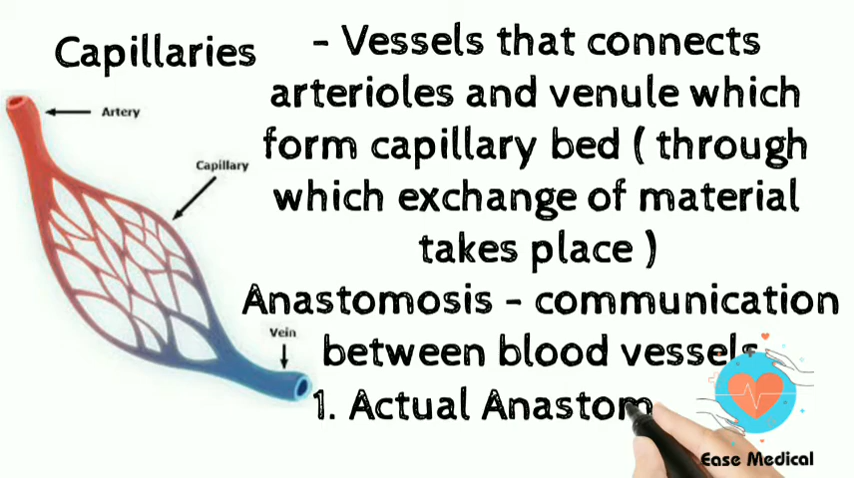 Capillaries
- Vessels that connects
arterioles and venule which
form capillary bed ( through
which exchange of material
takes place )
Anastomosis - communication
between blood vessels
1. Actual Anastom
Artery
Capillary
Vein
Ease Medical